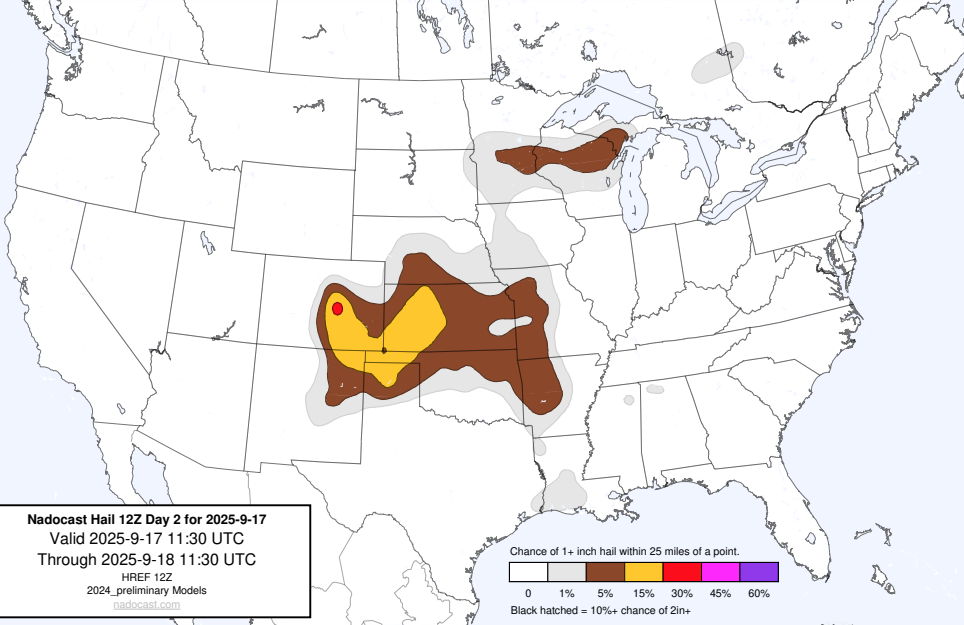 Nadocast Hail 12Z Day 2 for 2025-9-17
Valid 2025-9-17 11:30 UTC
Through 2025-9-18 11:30 UTC
HREF 12Z
2024_preliminary Models
nadocast.com
Chance of 1+ inch hail within 25 miles of a point.
0 1% 5% 15% 30% 45% 60%
Black hatched = 10%+ chance of 2in+